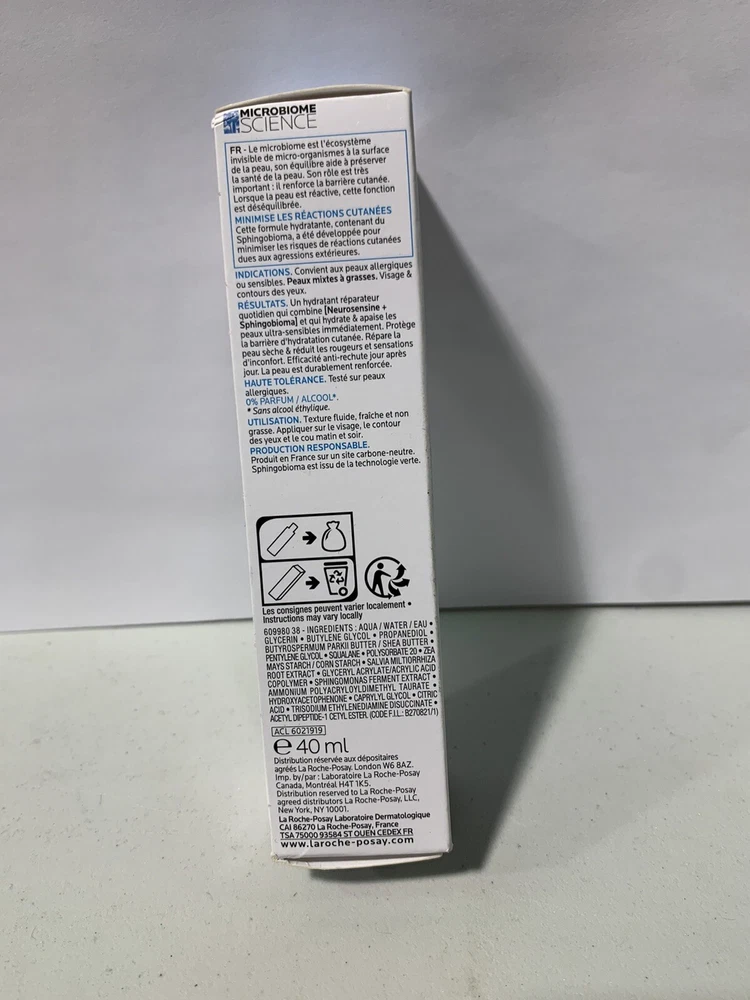 MICROBIOME
SCIENCE
FR - Le microbiome est l'écosystème
invisible de micro-organismes à la surface
de la peau, son équilibre aide à préserver
la santé de la peau. Son rôle est très
important : il renforce la barrière cutanée.
Lorsque la peau est réactive, cette fonction
est déséquilibrée.
MINIMISE LES RÉACTIONS CUTANÉES
Cette formule hydratante, contenant du
Sphingobioma, a été développée pour
minimiser les risques de réactions cutanées
dues aux agressions extérieures.
INDICATIONS. Convient aux peaux allergiques
ou sensibles. Peaux mixtes à grasses. Visage &
contours des yeux.
RÉSULTATS. Un hydratant réparateur
quotidien qui combine [Neurosensine +
Sphingobioma] et qui hydrate & apaise les
peaux ultra-sensibles immédiatement. Protège
la barrière d'hydratation cutanée. Répare la
peau sèche & réduit les rougeurs et sensations
d'inconfort. Efficacité anti-rechute jour après
jour. La peau est durablement renforcée.
HAUTE TOLÉRANCE. Testé sur peaux
allergiques.
0% PARFUM / ALCOOL*.
* Sans alcool éthylique.
UTILISATION. Texture fluide, fraîche et non
grasse. Appliquer sur le visage, le contour
des yeux et le cou matin et soir.
PRODUCTION RESPONSABLE.
Produit en France sur un site carbone-neutre.
Sphingobioma est issu de la technologie verte.
Les consignes peuvent varier localement •
Instructions may vary locally
609980 38 - INGREDIENTS : AQUA / WATER / EAU •
GLYCERIN • BUTYLENE GLYCOL • PROPANEDIOL •
BUTYROSPERMUM PARKII BUTTER / SHEA BUTTER •
PENTYLENE GLYCOL • SQUALANE • POLYSORBATE 20 • ZEA
MAYS STARCH / CORN STARCH • SALVIA MILTIORRHIZA
ROOT EXTRACT • GLYCERYL ACRYLATE/ACRYLIC ACID
COPOLYMER • SPHINGOMONAS FERMENT EXTRACT •
AMMONIUM POLYACRYLOYLDIMETHYL TAURATE •
HYDROXYACETOPHENONE • CAPRYLYL GLYCOL • CITRIC
ACID • TRISODIUM ETHYLENEDIAMINE DISUCCINATE •
ACETYL DIPEPTIDE-1 CETYL ESTER. (CODE F.I.L.: B270821/1)
ACL 6021919
e 40 ml
Distribution réservée aux dépositaires
agréés La Roche-Posay. London W6 8AZ.
Imp. by/par : Laboratoire La Roche-Posay
Canada, Montréal H4T 1K5.
Distribution reserved to La Roche-Posay
agreed distributors La Roche-Posay, LLC,
New York, NY 10001.
La Roche-Posay Laboratoire Dermatologique
CAI 86270 La Roche-Posay, France
TSA 75000 93584 ST OUEN CEDEX FR
www.laroche-posay.com